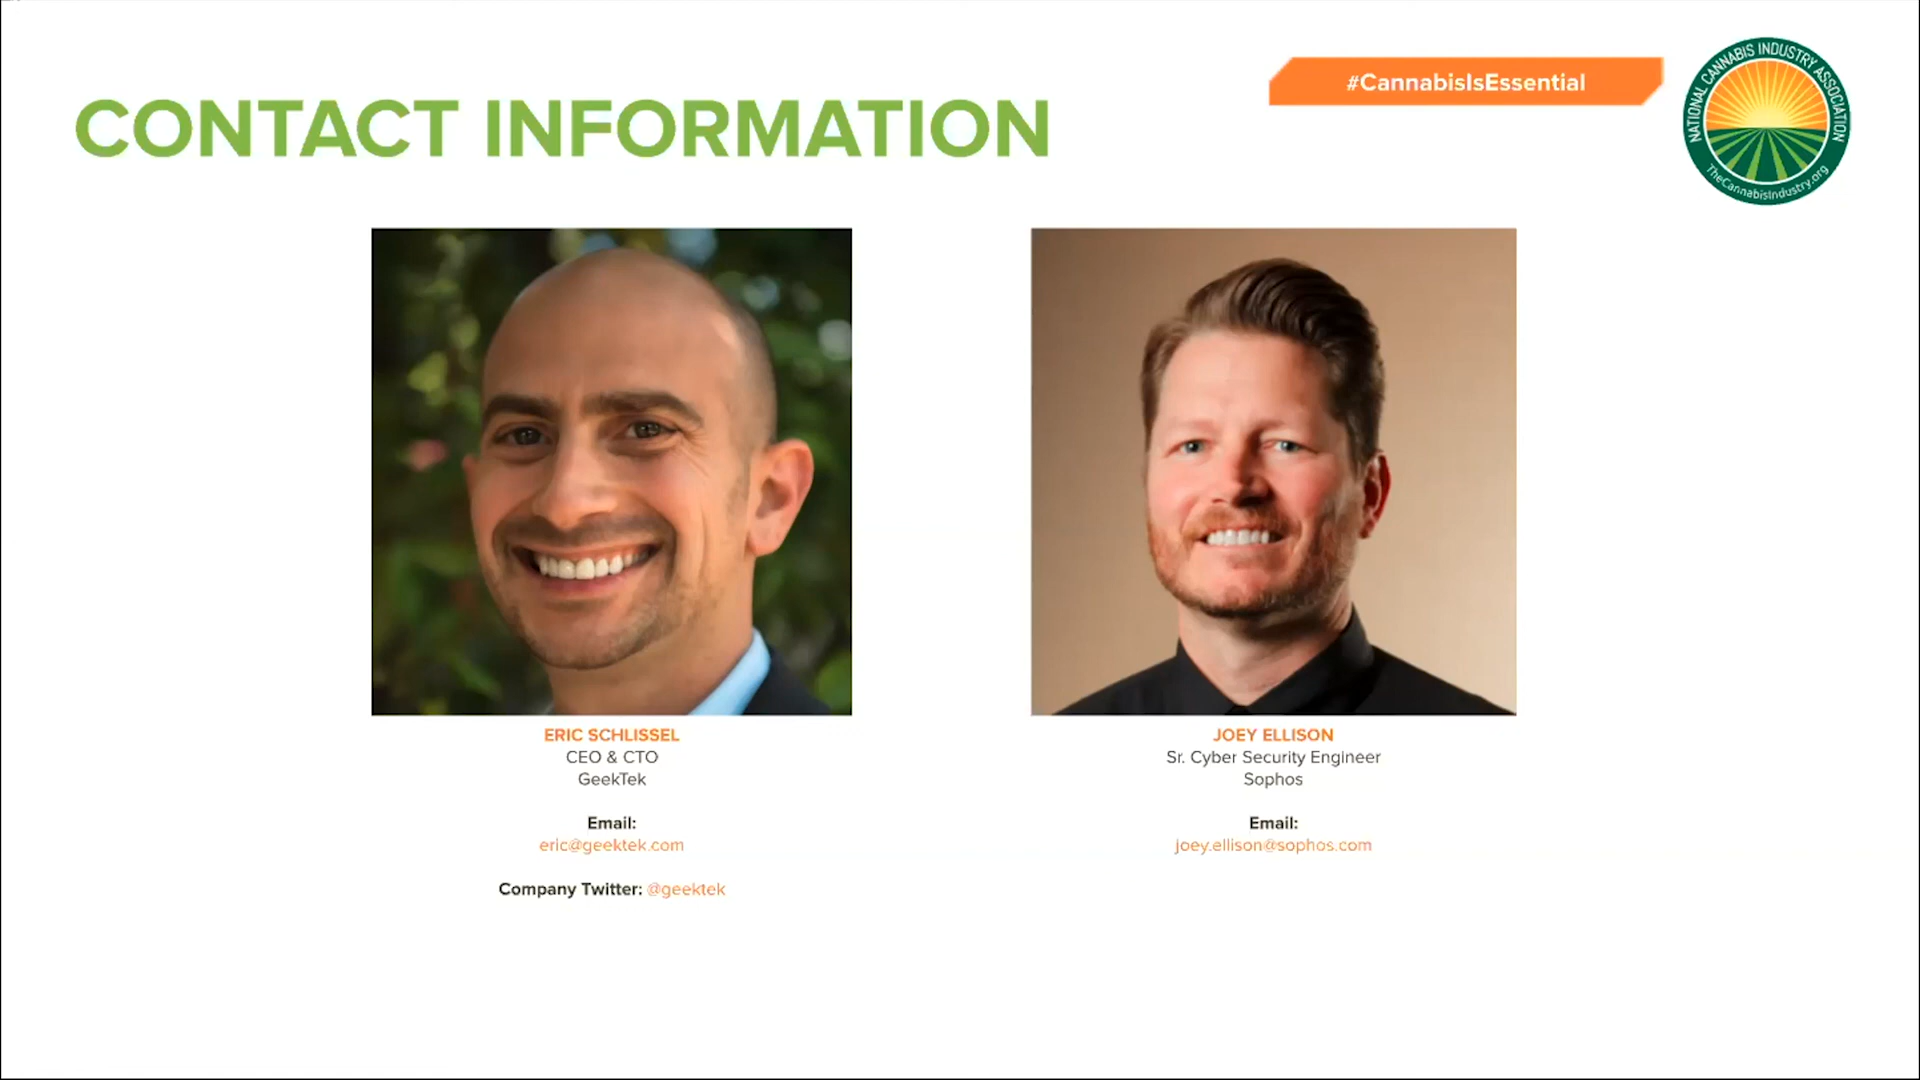 #CannabisIsEssential
NATIONAL CANNABIS INDUSTRY ASSOCIATION
TheCannabisIndustry.org
CONTACT INFORMATION
ERIC SCHLISSEL
CEO & CTO
GeekTek
Email:
eric@geektek.com
Company Twitter: @geektek
JOEY ELLISON
Sr. Cyber Security Engineer
Sophos
Email:
joey.ellison@sophos.com